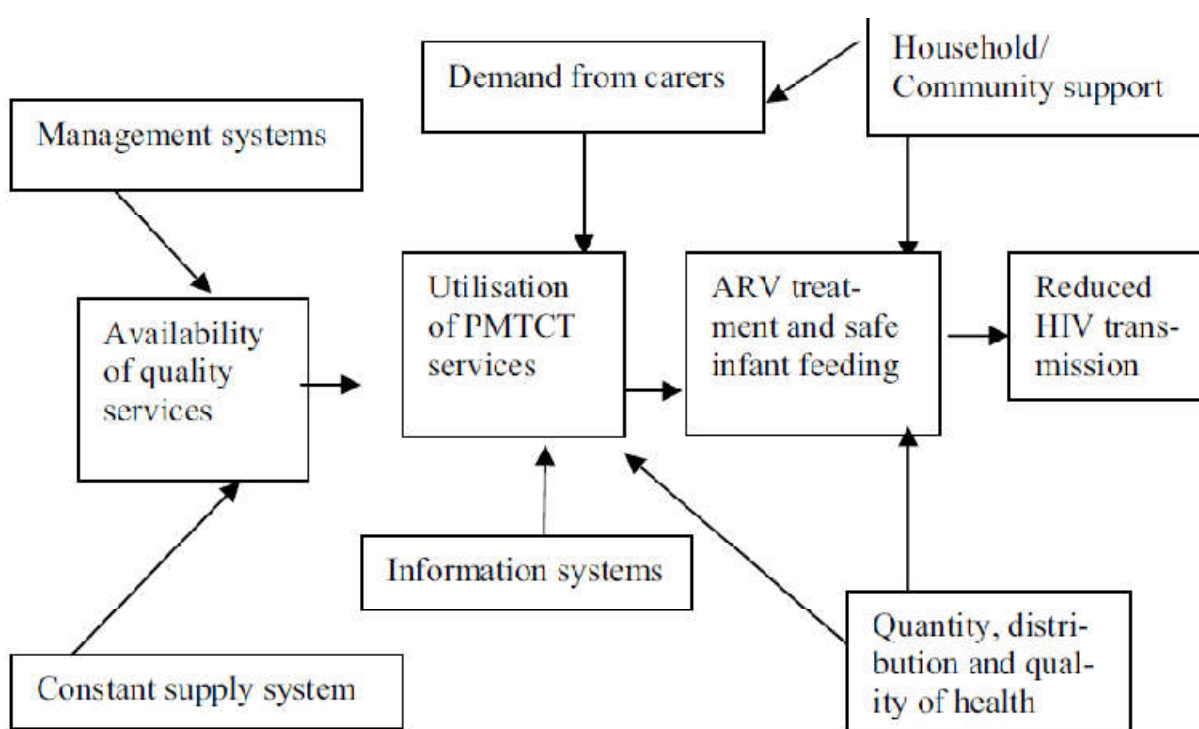 Household/
Community support
Demand from carers
Management systems
Utilisation
of PMTCT
services
ARV treat-
ment and safe
infant feeding
Reduced
HIV trans-
mission
Availability
of quality
services
Information systems
Quantity, distri-
bution and qual-
ity of health
Constant supply system